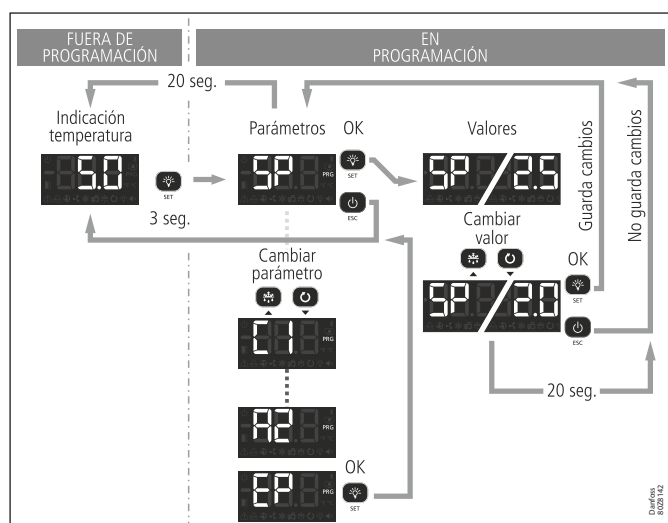 FUERA DE
PROGRAMACIÓN
EN
PROGRAMACIÓN
20 seg.
Indicación
temperatura
Parámetros
OK
Valores
5.0
SET
SP
PRG
SET
ESC
SP / 2.5
3 seg.
Cambiar
parámetro
Cambiar
valor
OK
SP / 2.0
SET
ESC
Guarda cambios
No guarda cambios
C1
PRG
20 seg.
A2
PRG
EP
PRG
OK
SET
Danfoss
80Z8142